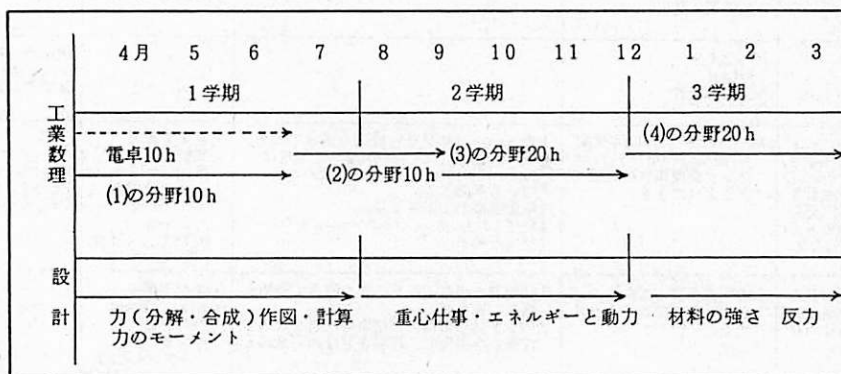 4月 5 6 7 8 9 10 11 12 1 2 3
1学期 2学期 3学期
工業数理
電卓10h (3)の分野20h (4)の分野20h
(1)の分野10h (2)の分野10h
設計
力(分解・合成)作図・計算 重心仕事・エネルギーと動力 材料の強さ 反力
力のモーメント